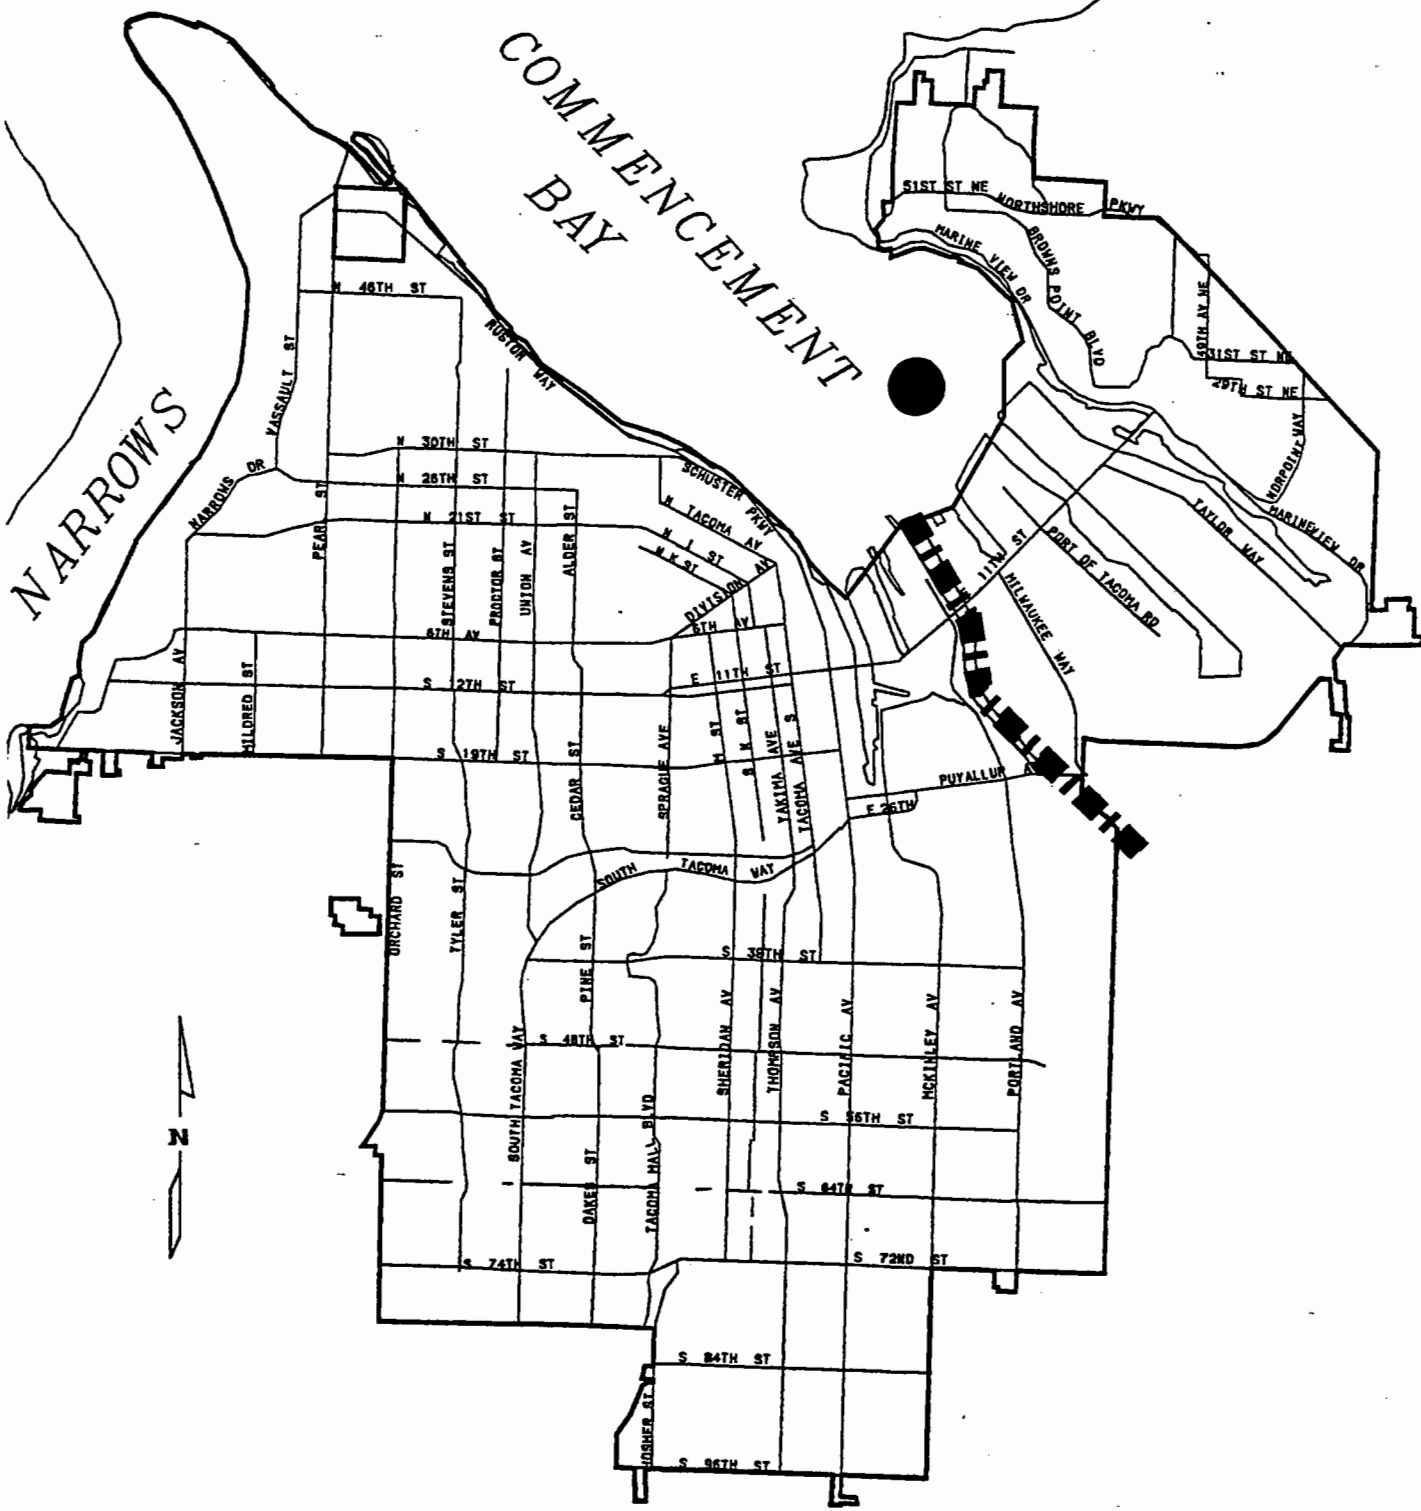 COMMENCEMENT
BAY
NARROWS
51ST ST NE
NORTHSHORE PKWY
MARINE VIEW DR
BROWNS POINT BLVD
49TH AV NE
31ST ST NE
29TH ST NE
NORPOINT WAY
MARINEVIEW DR
TAYLOR WAY
PORT OF TACOMA RD
11TH ST
MILWAUKEE WAY
N 46TH ST
RUSTON WAY
VASSAULT ST
NARROWS DR
N 30TH ST
N 26TH ST
N 21ST ST
SCHUSTER PKWY
N TACOMA AV
N I ST
N K ST
DIVISION AV
PEARL ST
STEVENS ST
PROCTOR ST
UNION AV
ALDER ST
6TH AV
6TH AV
E 11TH ST
S 12TH ST
JACKSON AV
MILDRED ST
S 19TH ST
CEDAR ST
SPRAGUE AVE
M ST
S K ST
YAKIMA AVE
TACOMA AVE S
PUYALLUP A
E 26TH
SOUTH TACOMA WAY
ORCHARD ST
TYLER ST
PINE ST
S 38TH ST
S 48TH ST
SOUTH TACOMA WAY
SHERIDAN AV
THOMPSON AV
PACIFIC AV
MCKINLEY AV
PORTLAND AV
S 56TH ST
OAKES ST
TACOMA MALL BLVD
S 64TH ST
S 74TH ST
S 72ND ST
S 84TH ST
HOSMER ST
S 96TH ST
N